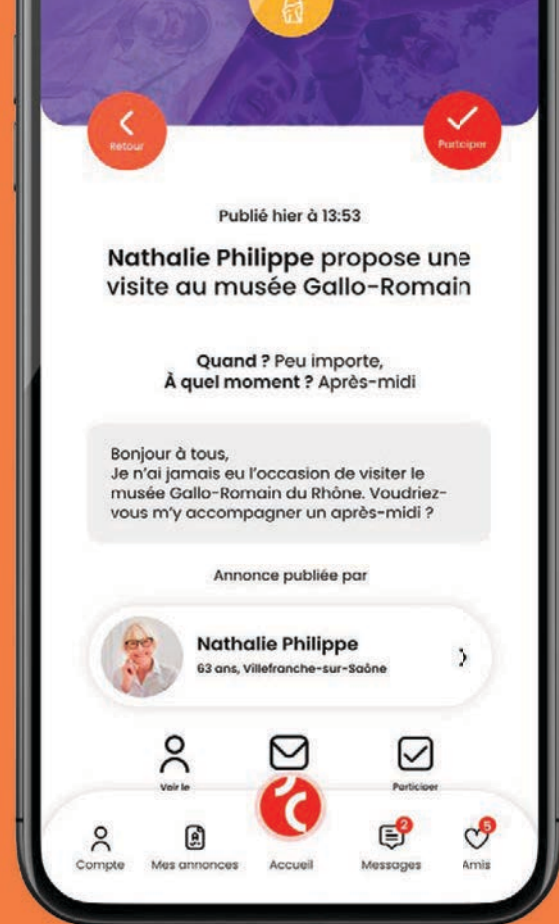 Retour
Participer
Publié hier à 13:53
Nathalie Philippe propose une
visite au musée Gallo-Romain
Quand ? Peu importe,
À quel moment ? Après-midi
Bonjour à tous,
Je n'ai jamais eu l'occasion de visiter le
musée Gallo-Romain du Rhône. Voudriez-
vous m'y accompagner un après-midi ?
Annonce publiée par
Nathalie Philippe
63 ans, Villefranche-sur-Saône
Voir le
Participer
2
5
Compte
Mes annonces
Accueil
Messages
Amis